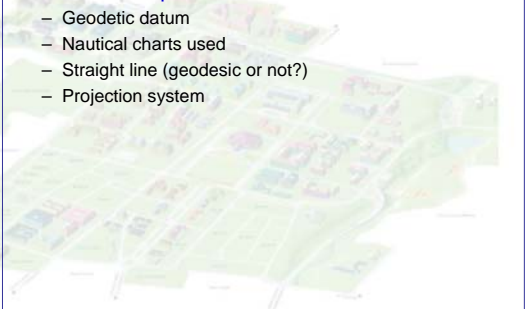 – Geodetic datum
– Nautical charts used
– Straight line (geodesic or not?)
– Projection system